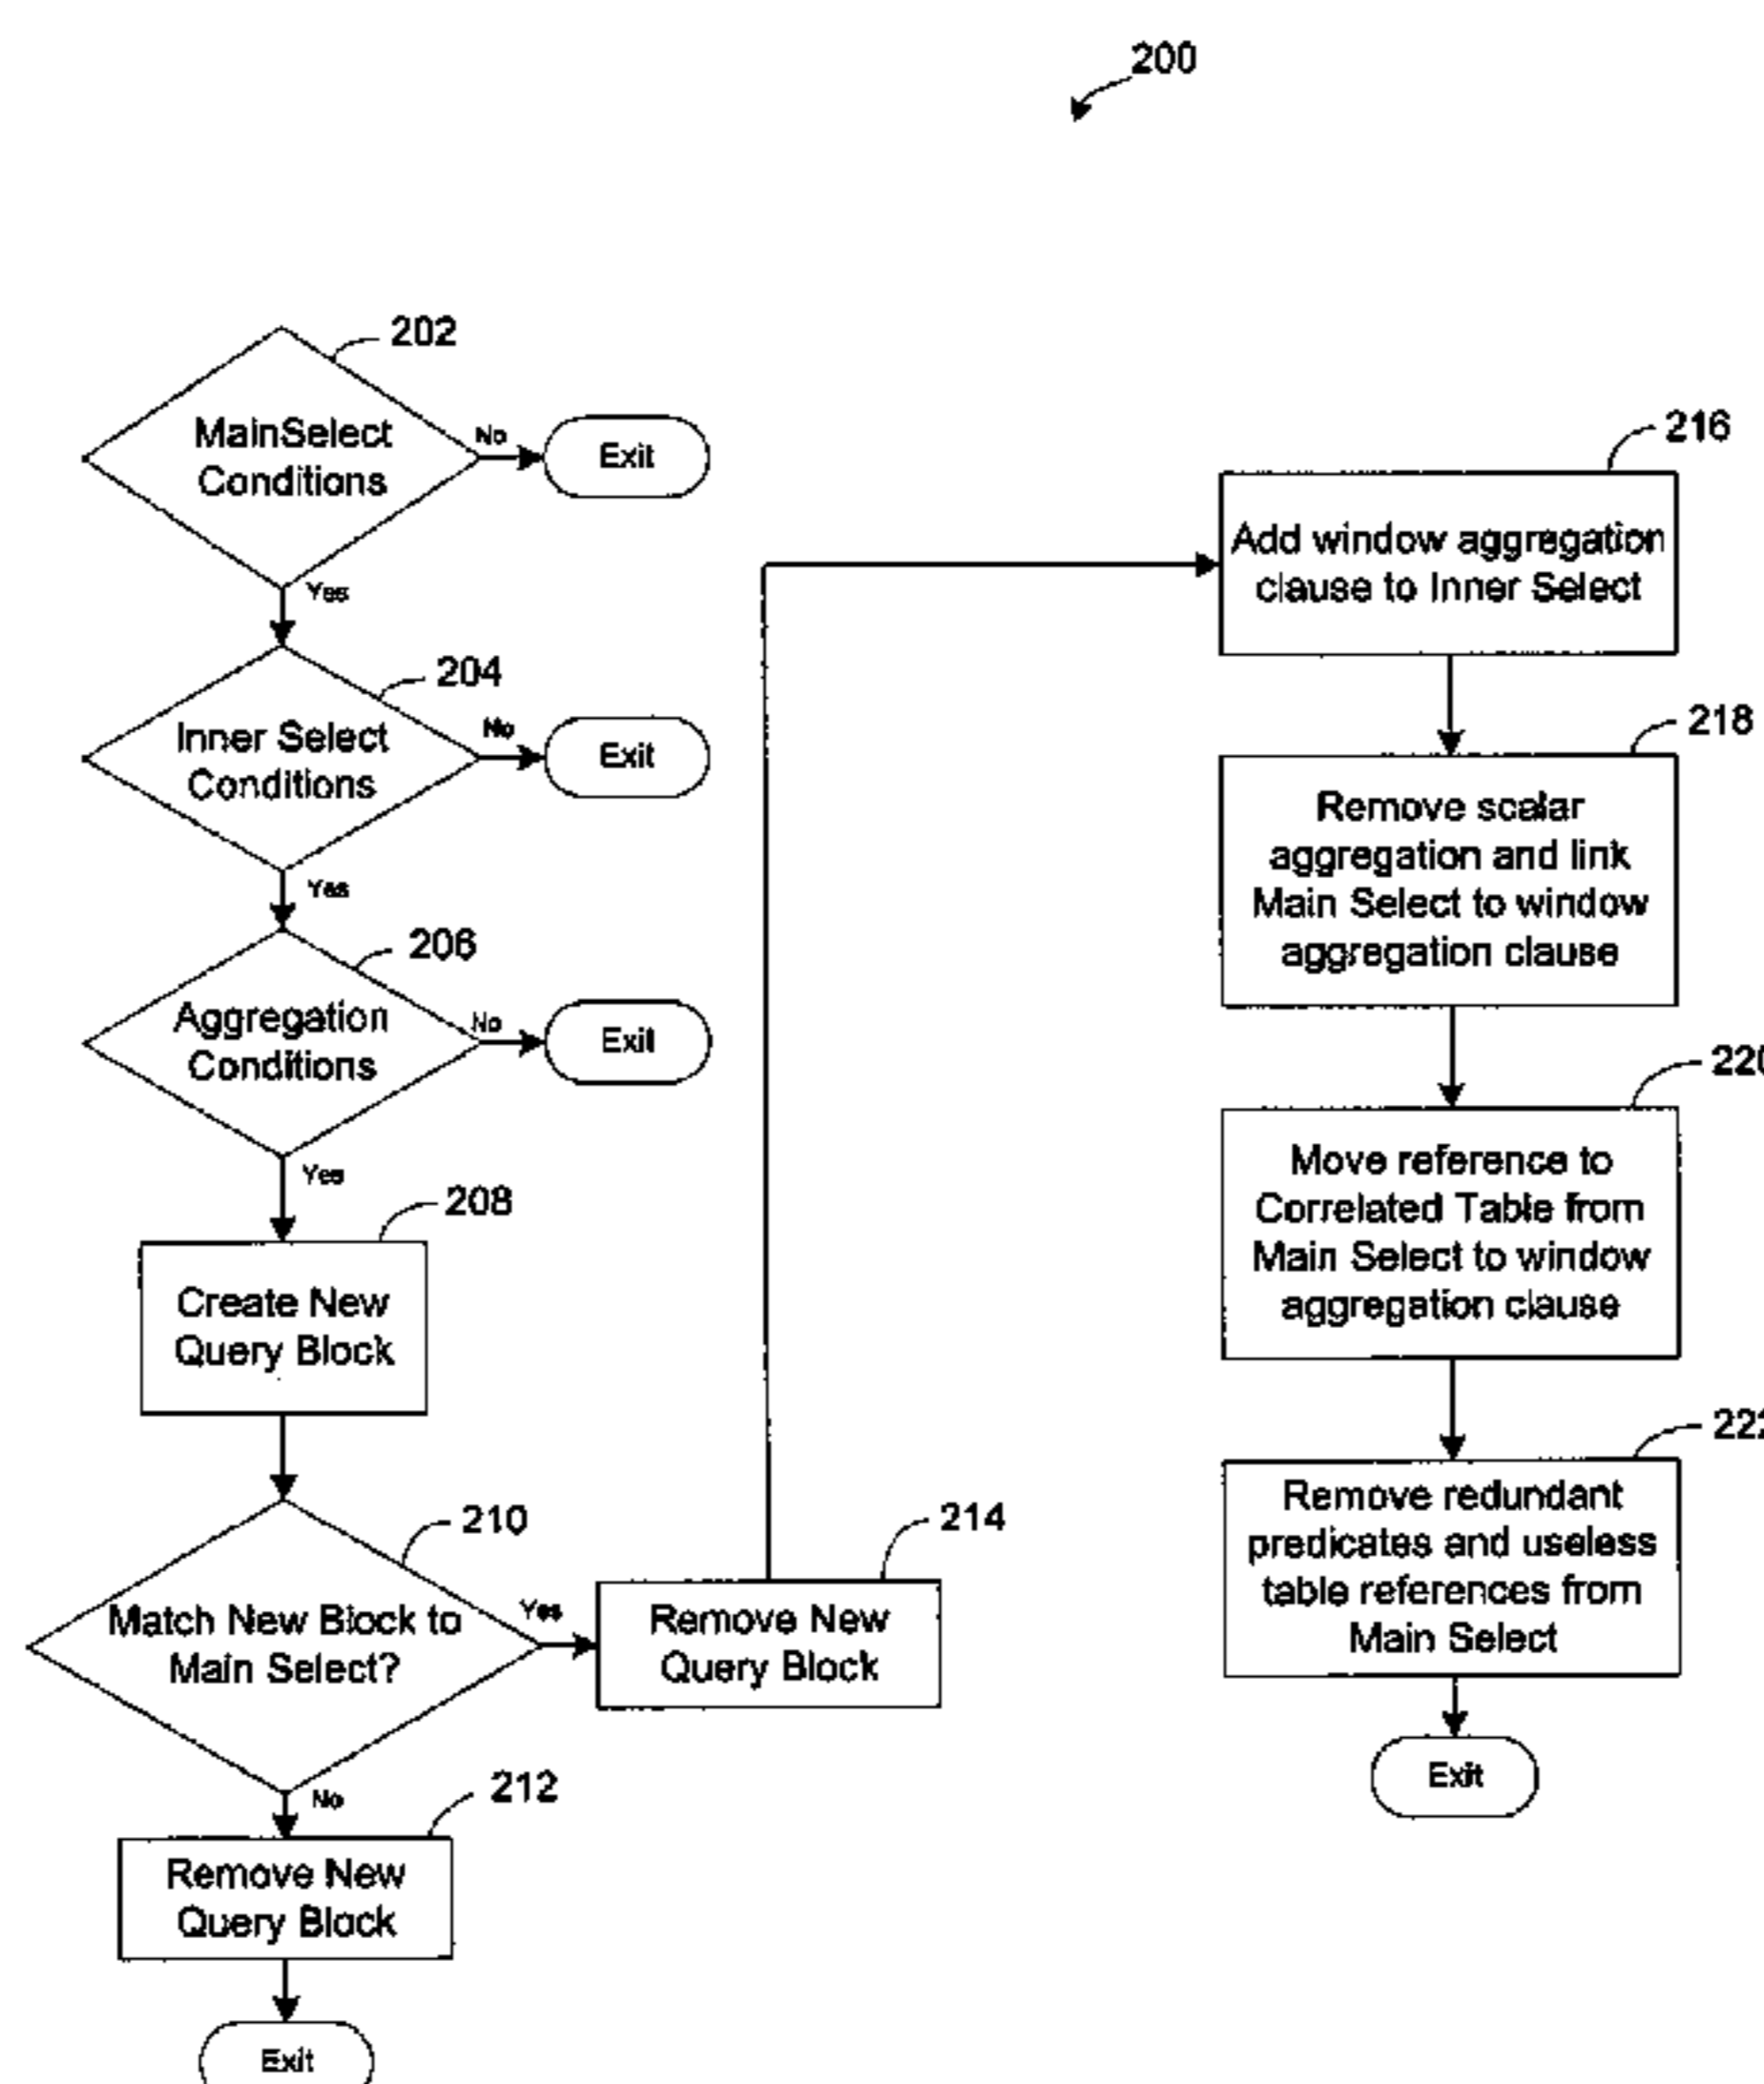 200
202
MainSelect
Conditions
No
Exit
Yes
204
Inner Select
Conditions
No
Exit
Yes
206
Aggregation
Conditions
No
Exit
Yes
208
Create New
Query Block
210
Match New Block to
Main Select?
Yes
214
Remove New
Query Block
No
212
Remove New
Query Block
Exit
216
Add window aggregation
clause to Inner Select
218
Remove scalar
aggregation and link
Main Select to window
aggregation clause
220
Move reference to
Correlated Table from
Main Select to window
aggregation clause
222
Remove redundant
predicates and useless
table references from
Main Select
Exit